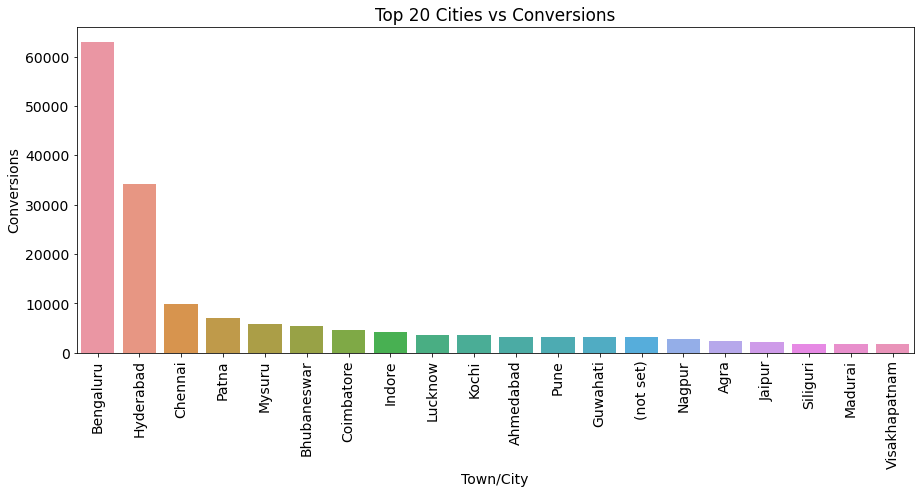 Top 20 Cities vs Conversions
Conversions
60000
50000
40000
30000
20000
10000
0
Bengaluru
Hyderabad
Chennai
Patna
Mysuru
Bhubaneswar
Coimbatore
Indore
Lucknow
Kochi
Ahmedabad
Pune
Guwahati
(not set)
Nagpur
Agra
Jaipur
Siliguri
Madurai
Visakhapatnam
Town/City